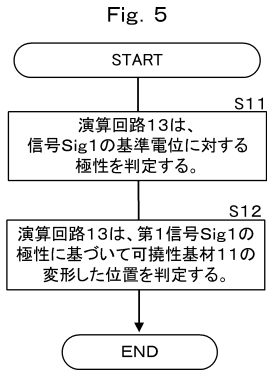 Fig. 5
START
S11
演算回路13は、
信号Sig1の基準電位に対する
極性を判定する。
S12
演算回路13は、第1信号Sig1の
極性に基づいて可撓性基材11の
変形した位置を判定する。
END